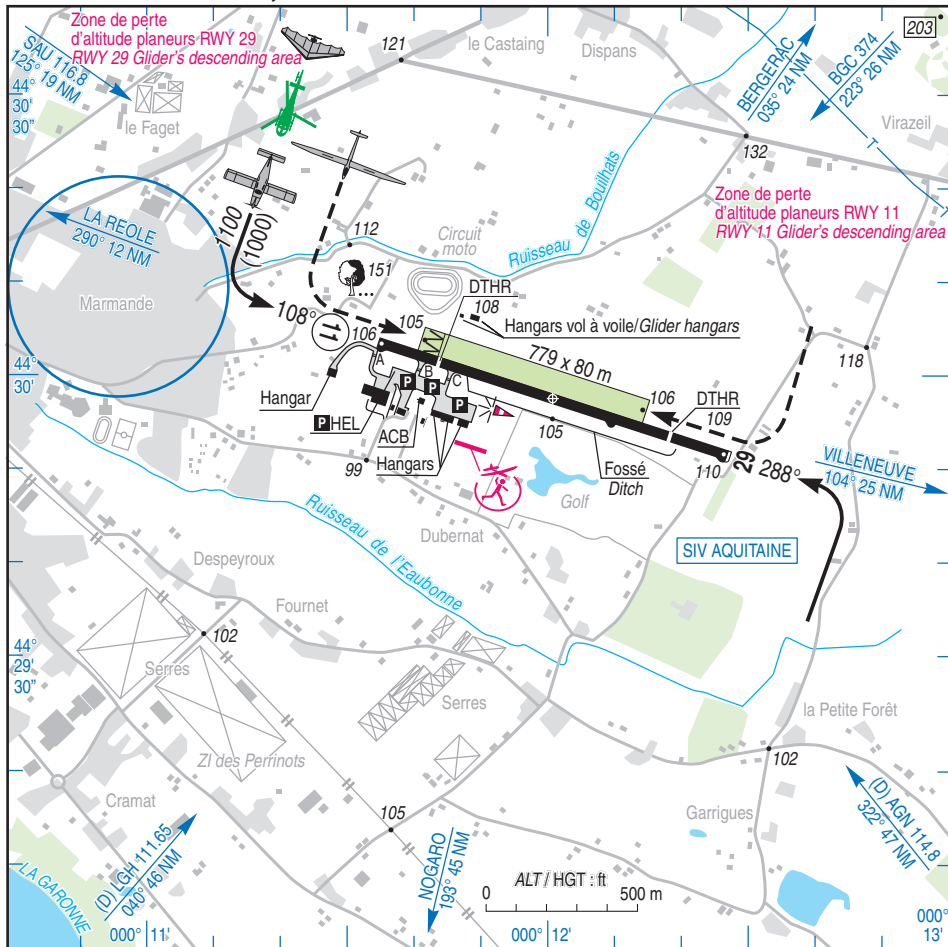 Zone de perte
d'altitude planeurs RWY 29
RWY 29 Glider's descending area
SAU 116.8
125° 19 NM
44°
30'
30"
le Faget
121
le Castaing
Dispans
BERGERAC
035° 24 NM
BGC 374
223° 26 NM
203
Virazeil
132
Zone de perte
d'altitude planeurs RWY 11
RWY 11 Glider's descending area
LA REOLE
290° 12 NM
1100
(1000)
Marmande
112
151
Circuit
moto
Ruisseau de Bouilhats
108°
11
106
105
DTHR
108
Hangars vol à voile/Glider hangars
779 x 80 m
118
44°
30'
A
B
C
P
P
P
Hangar
P HEL
ACB
Hangars
99
105
106
DTHR
109
110
29
288°
Fossé
Ditch
Golf
VILLENEUVE
104° 25 NM
Dubernat
SIV AQUITAINE
Ruisseau de l'Eaubonne
Despeyroux
Fournet
102
44°
29'
30"
Serres
Serres
ZI des Perrinots
la Petite Forêt
102
Cramat
105
Garrigues
(D) LGH 111.65
040° 46 NM
NOGARO
193° 45 NM
(D) AGN 114.8
322° 47 NM
LA GARONNE
ALT / HGT : ft
0
500 m
000° 11'
000° 12'
000°
13'
T